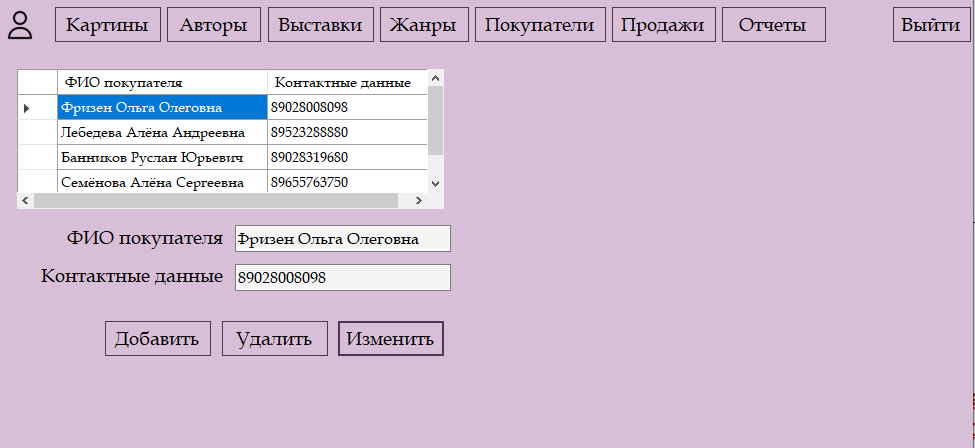 Картины Авторы Выставки Жанры Покупатели Продажи Отчеты Выйти
ФИО покупателя Контактные данные
Фризен Ольга Олеговна 89028008098
Лебедева Алёна Андреевна 89523288880
Банников Руслан Юрьевич 89028319680
Семёнова Алёна Сергеевна 89655763750
ФИО покупателя Фризен Ольга Олеговна
Контактные данные 89028008098
Добавить Удалить Изменить